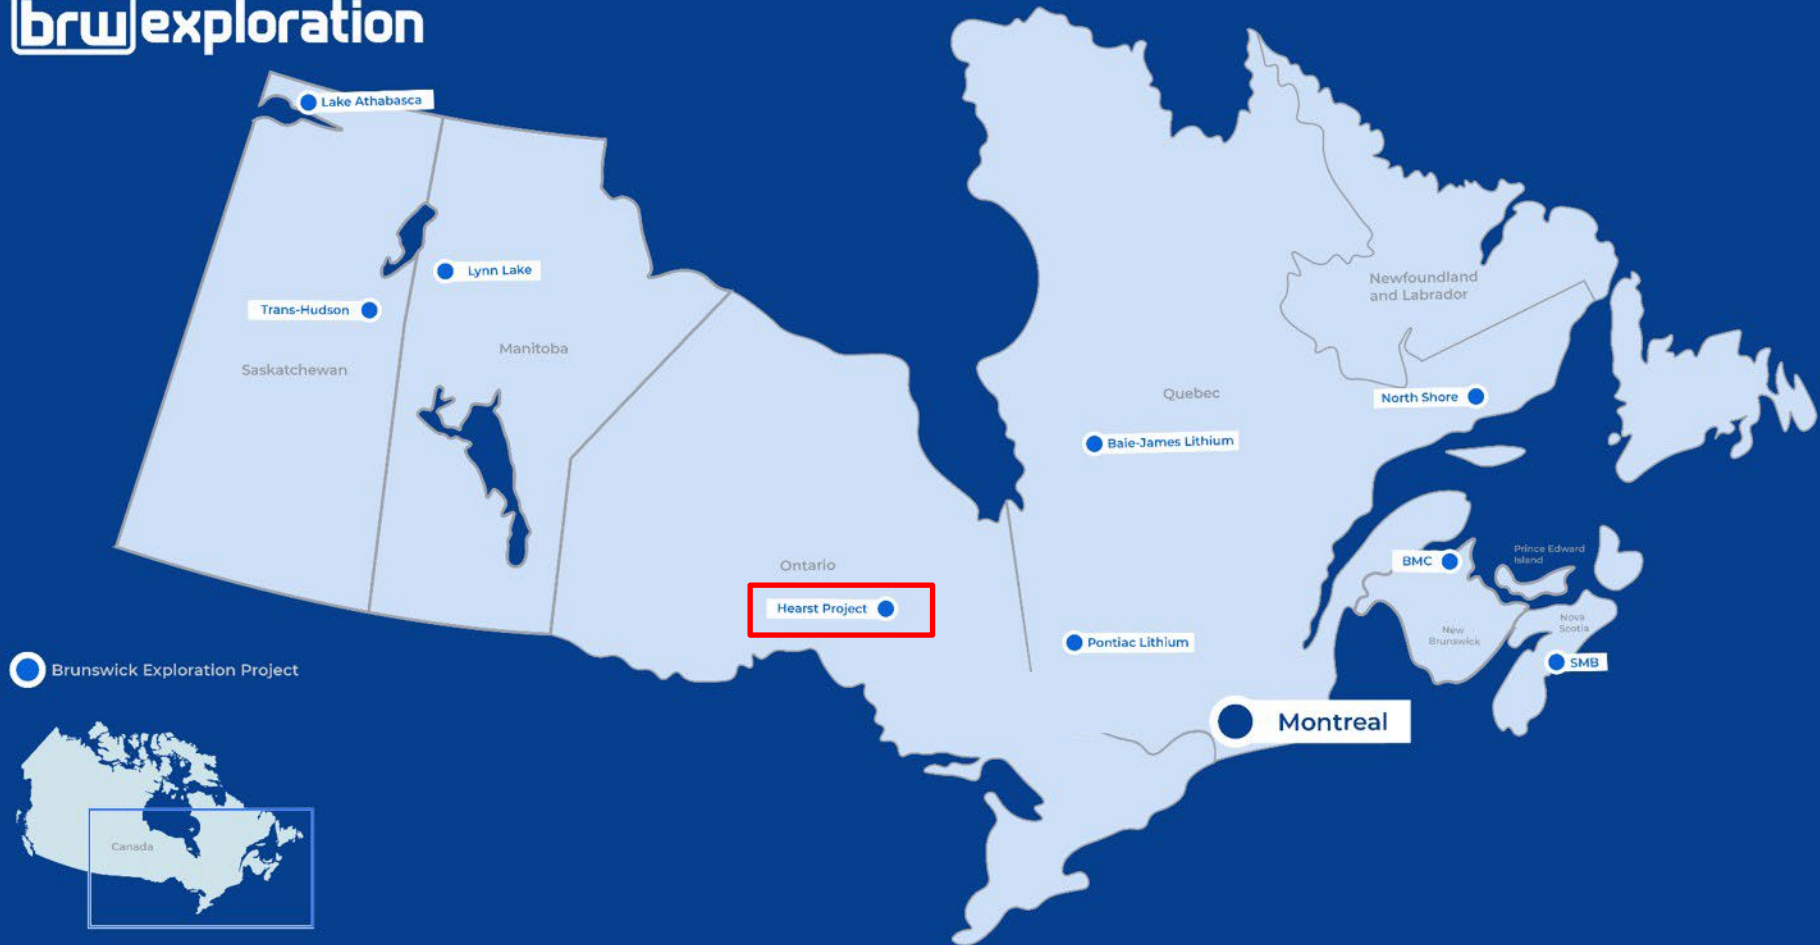 brw exploration
Lake Athabasca
Lynn Lake
Trans-Hudson
Manitoba
Saskatchewan
Newfoundland
and Labrador
Quebec
North Shore
Baie-James Lithium
Ontario
Hearst Project
Pontiac Lithium
BMC
Prince Edward
Island
Nova
Scotia
New
Brunswick
SMB
Montreal
Brunswick Exploration Project
Canada